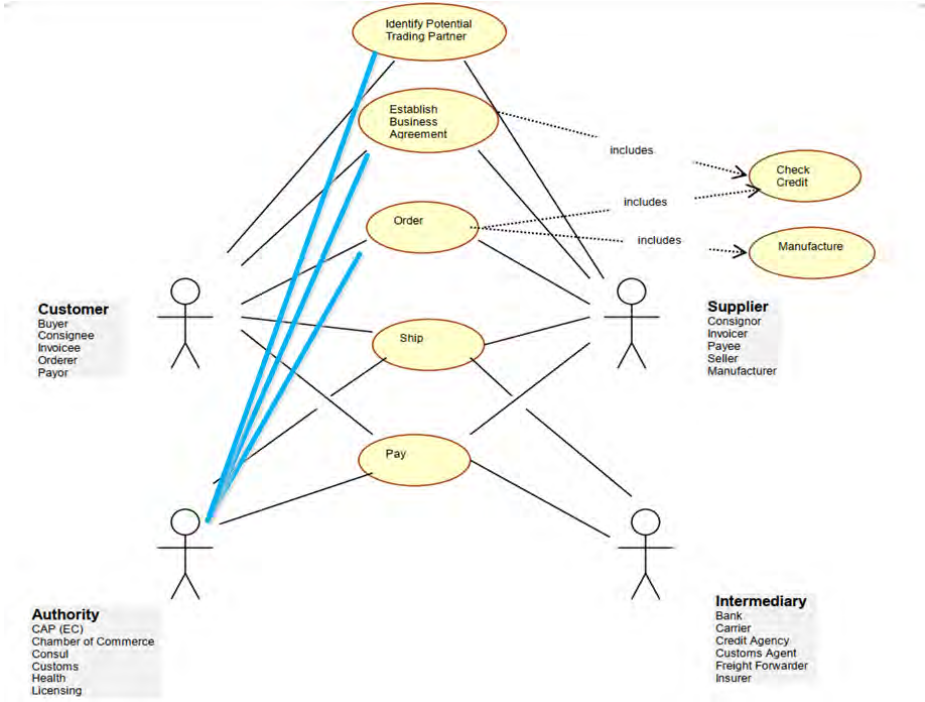 Identify Potential
Trading Partner
Establish
Business
Agreement
includes
Check
Credit
includes
Order
includes
Manufacture
Customer
Buyer
Consignee
Invoicee
Orderer
Payor
Supplier
Consignor
Invoicer
Payee
Seller
Manufacturer
Ship
Pay
Authority
CAP (EC)
Chamber of Commerce
Consul
Customs
Health
Licensing
Intermediary
Bank
Carrier
Credit Agency
Customs Agent
Freight Forwarder
Insurer